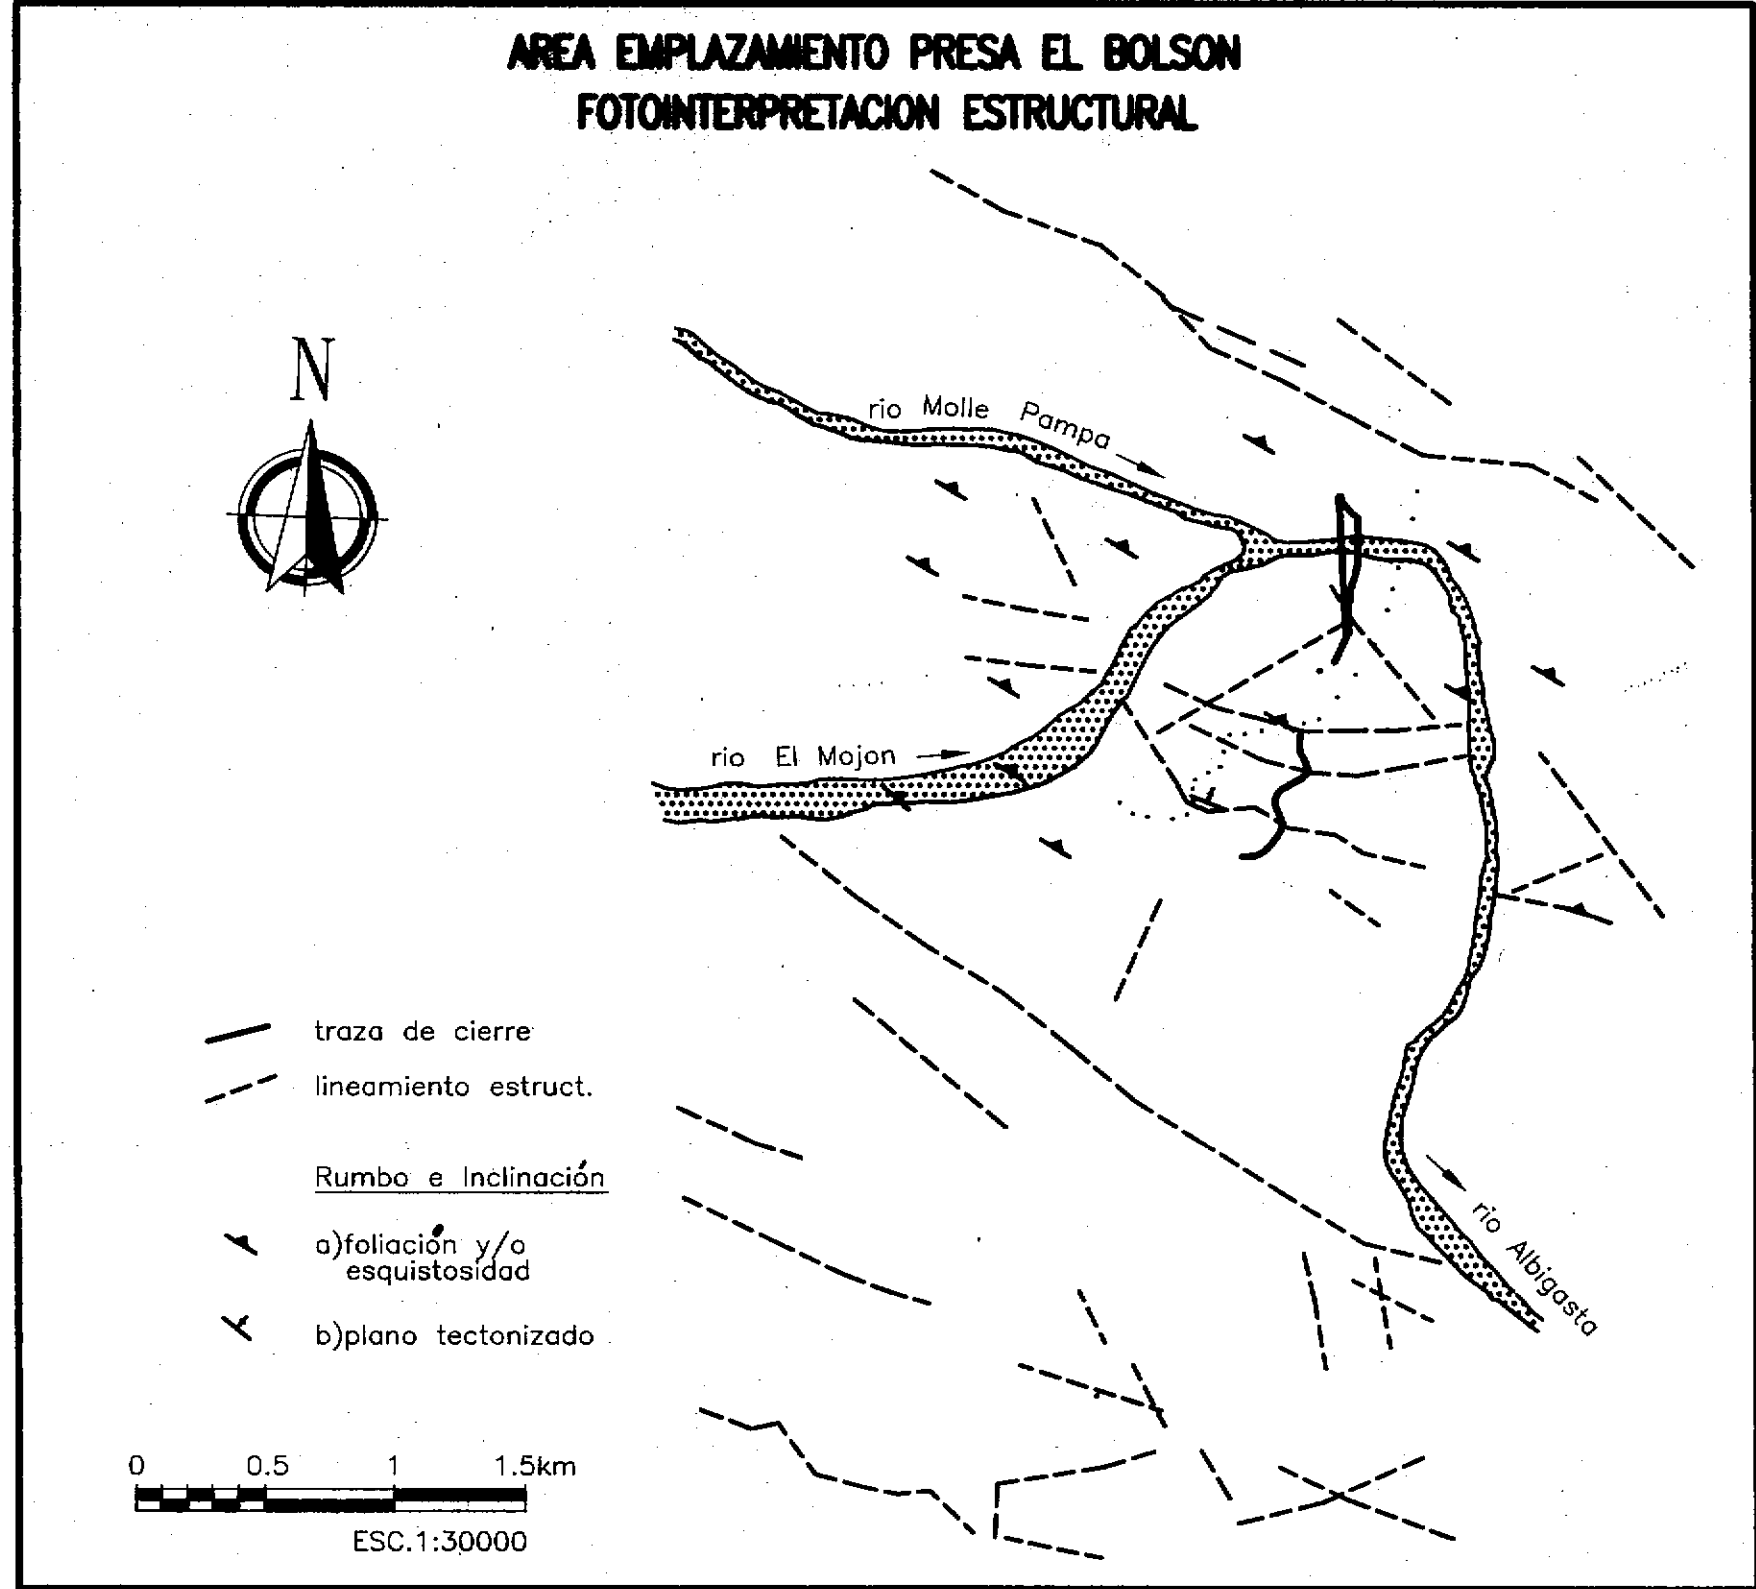 AREA EMPLAZAMIENTO PRESA EL BOLSON
FOTOINTERPRETACION ESTRUCTURAL
N
rio Molle Pampa
rio El Mojon
traza de cierre
lineamiento estruct.
Rumbo e Inclinación
a)foliación y/o
esquistosidad
b)plano tectonizado
rio Albigasta
0 0.5 1 1.5km
ESC.1:30000